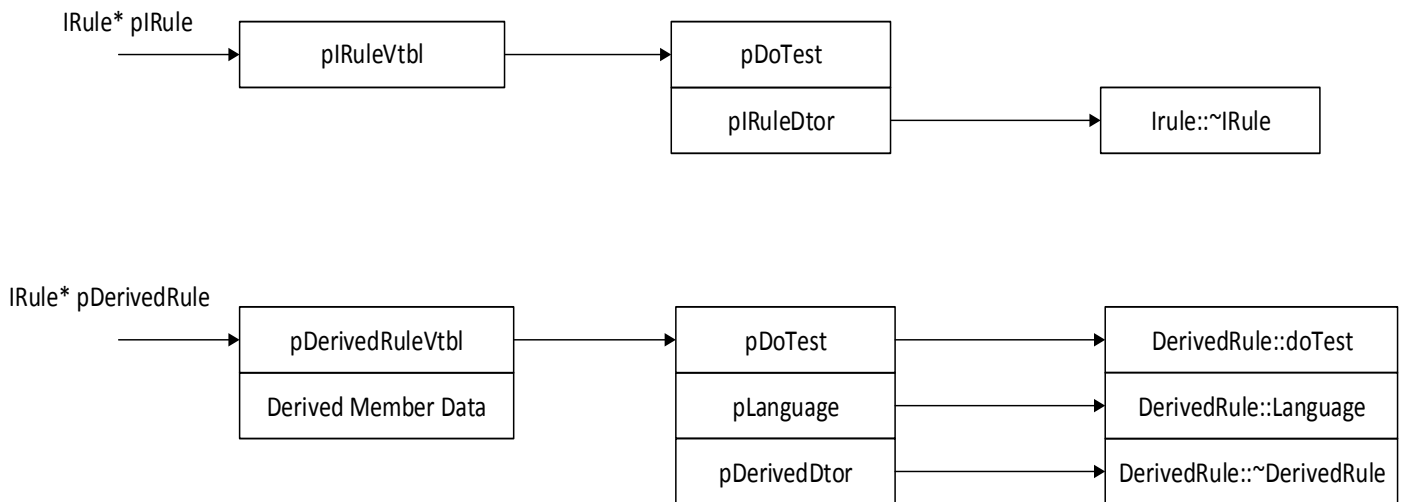 IRule* pIRule
pIRuleVtbl
pDoTest
pIRuleDtor
Irule::~IRule
IRule* pDerivedRule
pDerivedRuleVtbl
pDoTest
DerivedRule::doTest
Derived Member Data
pLanguage
DerivedRule::Language
pDerivedDtor
DerivedRule::~DerivedRule